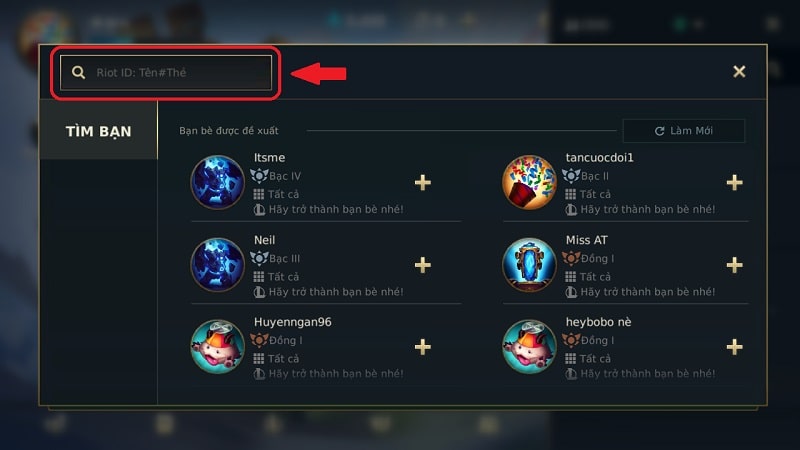 Riot ID: Tên#Thẻ
TÌM BẠN
Bạn bè được đề xuất
Làm Mới
Itsme
Bạc IV
Tất cả
Hãy trở thành bạn bè nhé!
tancuocdoi1
Bạc II
Tất cả
Hãy trở thành bạn bè nhé!
Neil
Bạc III
Tất cả
Hãy trở thành bạn bè nhé!
Miss AT
Đồng I
Tất cả
Hãy trở thành bạn bè nhé!
Huyenngan96
Đồng I
Tất cả
Hãy trở thành bạn bè nhé!
heybobo nè
Đồng I
Tất cả
Hãy trở thành bạn bè nhé!